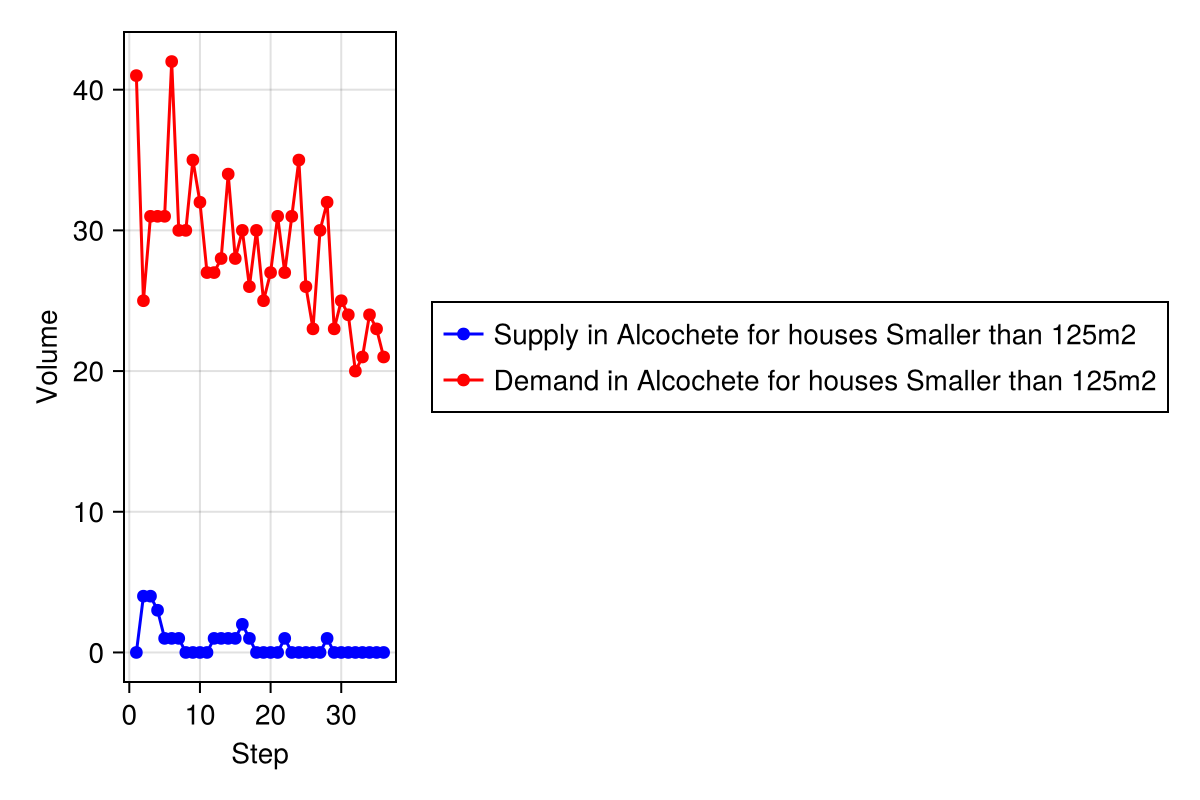 40
30
20
10
0
Volume
0 10 20 30
Step
Supply in Alcochete for houses Smaller than 125m2
Demand in Alcochete for houses Smaller than 125m2